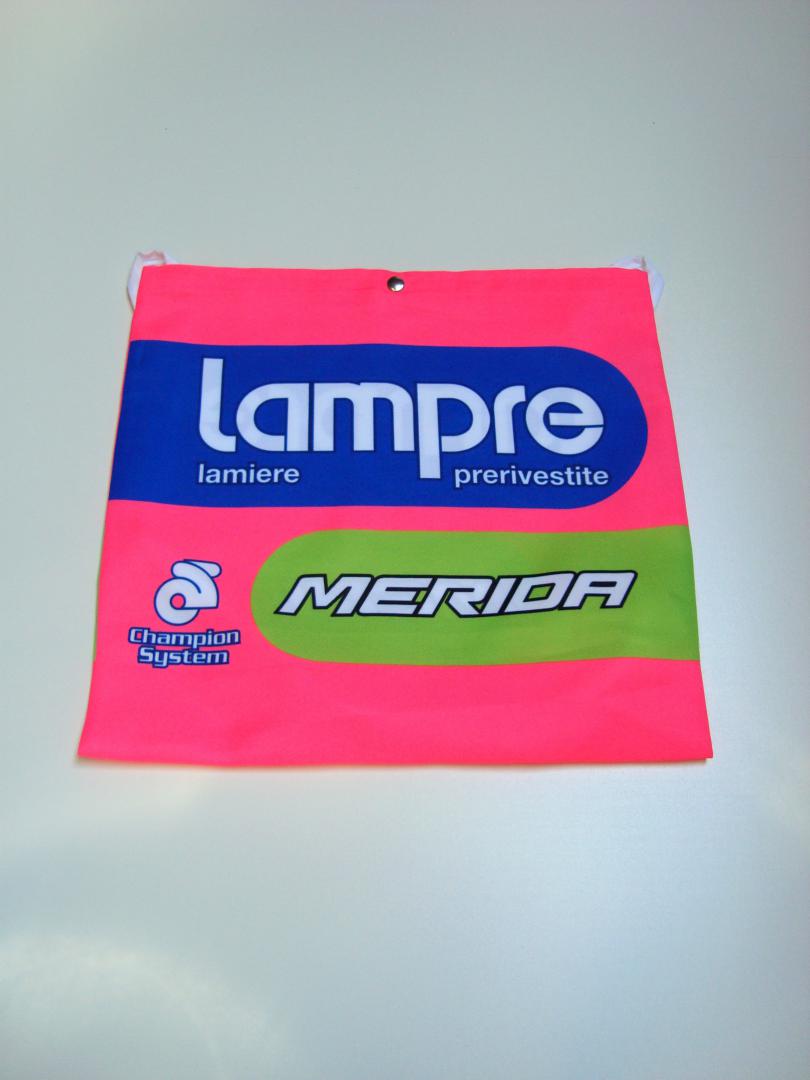 lampre
lamiere prerivestite
MERIDA
Champion
System